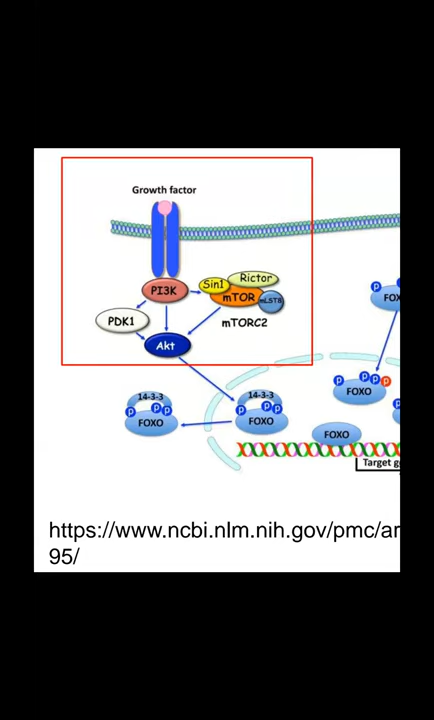 Growth factor
PI3K
Sin1
Rictor
mTOR
mLST8
mTORC2
PDK1
Akt
P
FOX
14-3-3
P
P
P
FOXO
14-3-3
P
P
P
FOXO
P
P
P
P
FOXO
P
FOXO
Target g
https://www.ncbi.nlm.nih.gov/pmc/ar
95/